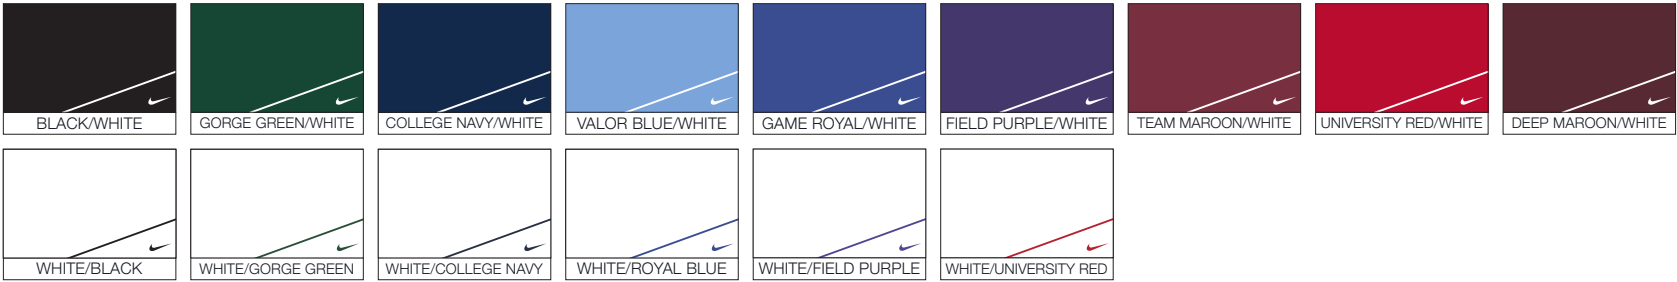 BLACK/WHITE
GORGE GREEN/WHITE
COLLEGE NAVY/WHITE
VALOR BLUE/WHITE
GAME ROYAL/WHITE
FIELD PURPLE/WHITE
TEAM MAROON/WHITE
UNIVERSITY RED/WHITE
DEEP MAROON/WHITE
WHITE/BLACK
WHITE/GORGE GREEN
WHITE/COLLEGE NAVY
WHITE/ROYAL BLUE
WHITE/FIELD PURPLE
WHITE/UNIVERSITY RED